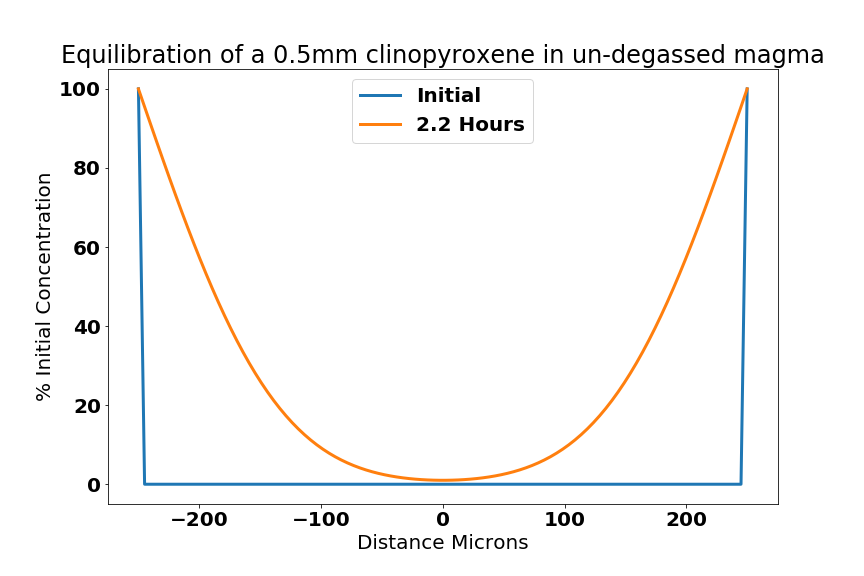 Equilibration of a 0.5mm clinopyroxene in un-degassed magma
Initial
2.2 Hours
% Initial Concentration
100
80
60
40
20
0
−200
−100
0
100
200
Distance Microns